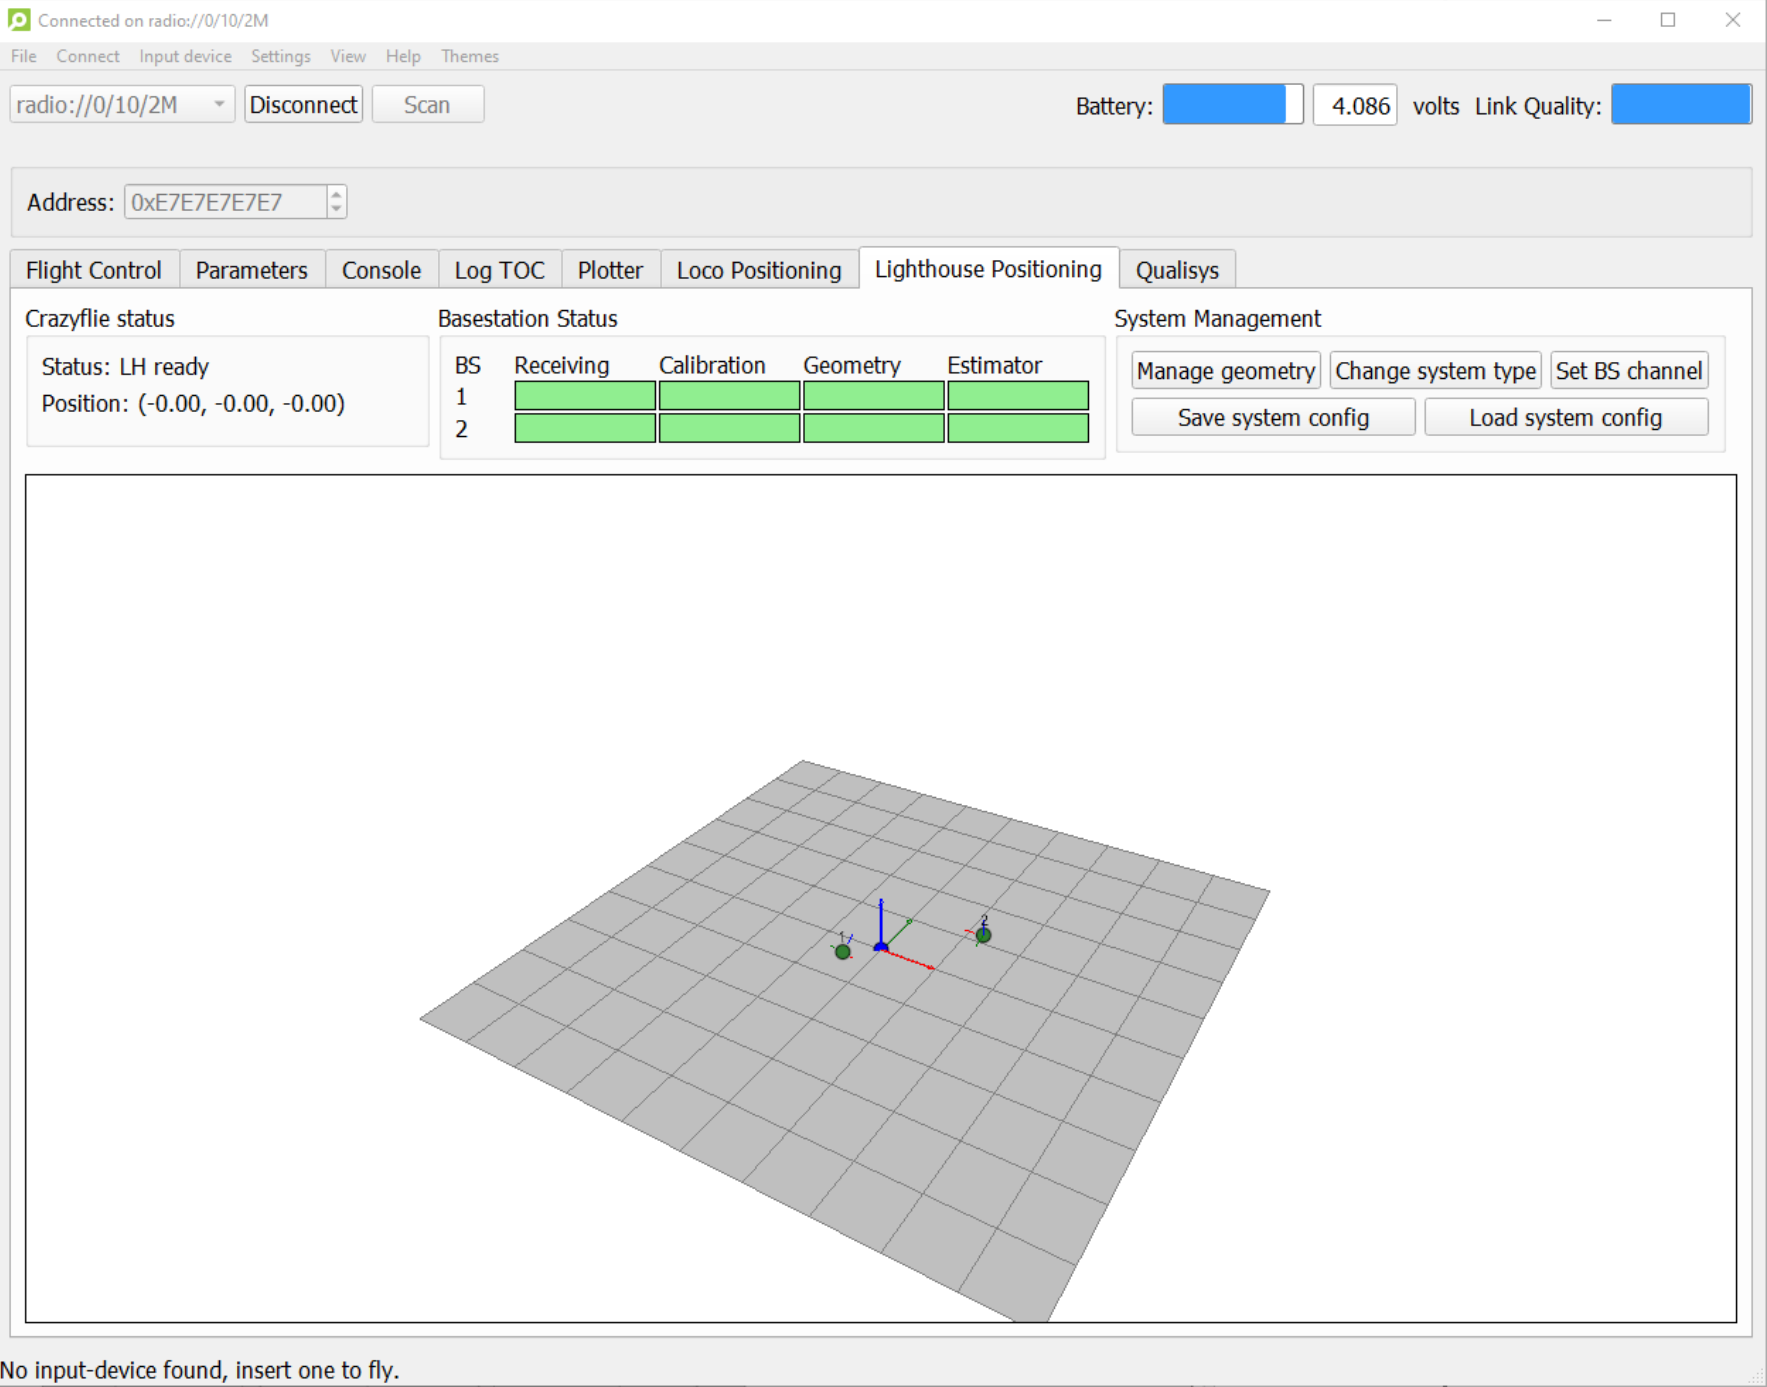 Connected on radio://0/10/2M
File Connect Input device Settings View Help Themes
radio://0/10/2M Disconnect Scan Battery: 4.086 volts Link Quality:
Address: 0xE7E7E7E7E7
Flight Control Parameters Console Log TOC Plotter Loco Positioning Lighthouse Positioning Qualisys
Crazyflie status
Status: LH ready
Position: (-0.00, -0.00, -0.00)
Basestation Status
BS Receiving Calibration Geometry Estimator
1
2
System Management
Manage geometry Change system type Set BS channel
Save system config Load system config
2
1
No input-device found, insert one to fly.